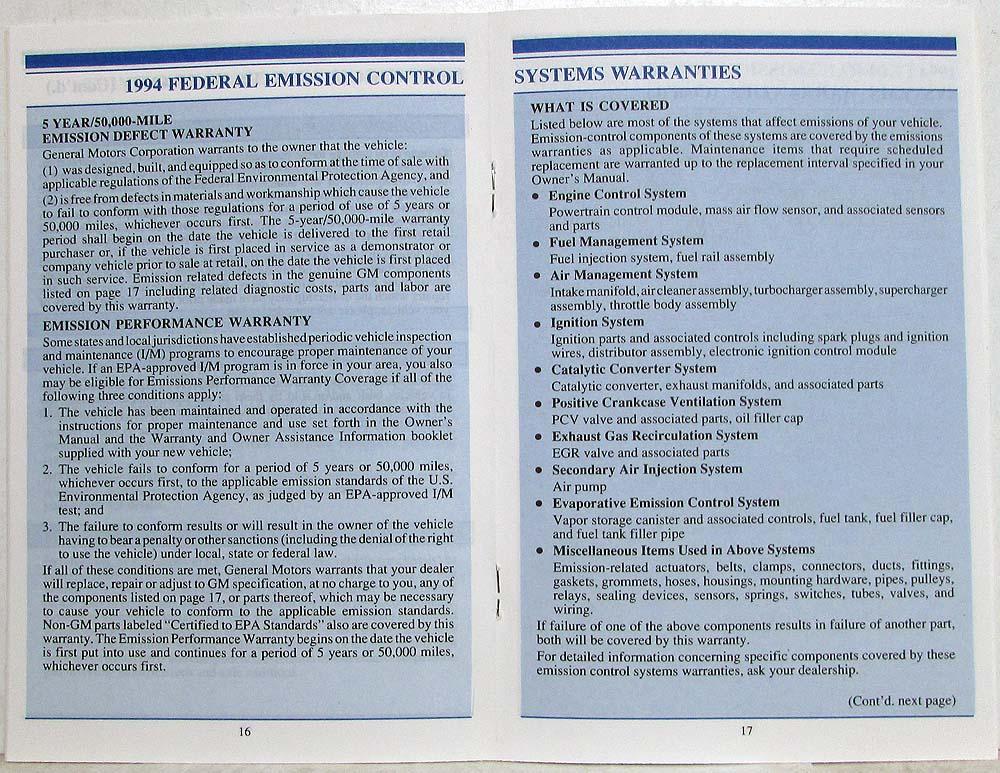 1994 FEDERAL EMISSION CONTROL
5 YEAR/50,000-MILE
EMISSION DEFECT WARRANTY
General Motors Corporation warrants to the owner that the vehicle:
(1) was designed, built, and equipped so as to conform at the time of sale with
applicable regulations of the Federal Environmental Protection Agency, and
(2) is free from defects in materials and workmanship which cause the vehicle
to fail to conform with those regulations for a period of use of 5 years or
50,000 miles, whichever occurs first. The 5-year/50,000-mile warranty
period shall begin on the date the vehicle is delivered to the first retail
purchaser or, if the vehicle is first placed in service as a demonstrator or
company vehicle prior to sale at retail, on the date the vehicle is first placed
in such service. Emission related defects in the genuine GM components
listed on page 17 including related diagnostic costs, parts and labor are
covered by this warranty.
EMISSION PERFORMANCE WARRANTY
Some states and local jurisdictions have established periodic vehicle inspection
and maintenance (I/M) programs to encourage proper maintenance of your
vehicle. If an EPA-approved I/M program is in force in your area, you also
may be eligible for Emissions Performance Warranty Coverage if all of the
following three conditions apply:
1. The vehicle has been maintained and operated in accordance with the
instructions for proper maintenance and use set forth in the Owner's
Manual and the Warranty and Owner Assistance Information booklet
supplied with your new vehicle;
2. The vehicle fails to conform for a period of 5 years or 50,000 miles,
whichever occurs first, to the applicable emission standards of the U.S.
Environmental Protection Agency, as judged by an EPA-approved I/M
test; and
3. The failure to conform results or will result in the owner of the vehicle
having to bear a penalty or other sanctions (including the denial of the right
to use the vehicle) under local, state or federal law.
If all of these conditions are met, General Motors warrants that your dealer
will replace, repair or adjust to GM specification, at no charge to you, any of
the components listed on page 17, or parts thereof, which may be necessary
to cause your vehicle to conform to the applicable emission standards.
Non-GM parts labeled "Certified to EPA Standards" also are covered by this
warranty. The Emission Performance Warranty begins on the date the vehicle
is first put into use and continues for a period of 5 years or 50,000 miles,
whichever occurs first.
16
SYSTEMS WARRANTIES
WHAT IS COVERED
Listed below are most of the systems that affect emissions of your vehicle.
Emission-control components of these systems are covered by the emissions
warranties as applicable. Maintenance items that require scheduled
replacement are warranted up to the replacement interval specified in your
Owner's Manual.
• Engine Control System
Powertrain control module, mass air flow sensor, and associated sensors
and parts
• Fuel Management System
Fuel injection system, fuel rail assembly
• Air Management System
Intake manifold, air cleaner assembly, turbocharger assembly, supercharger
assembly, throttle body assembly
• Ignition System
Ignition parts and associated controls including spark plugs and ignition
wires, distributor assembly, electronic ignition control module
• Catalytic Converter System
Catalytic converter, exhaust manifolds, and associated parts
• Positive Crankcase Ventilation System
PCV valve and associated parts, oil filler cap
• Exhaust Gas Recirculation System
EGR valve and associated parts
• Secondary Air Injection System
Air pump
• Evaporative Emission Control System
Vapor storage canister and associated controls, fuel tank, fuel filler cap,
and fuel tank filler pipe
• Miscellaneous Items Used in Above Systems
Emission-related actuators, belts, clamps, connectors, ducts, fittings,
gaskets, grommets, hoses, housings, mounting hardware, pipes, pulleys,
relays, sealing devices, sensors, springs, switches, tubes, valves, and
wiring.
If failure of one of the above components results in failure of another part,
both will be covered by this warranty.
For detailed information concerning specific components covered by these
emission control systems warranties, ask your dealership.
(Cont'd. next page)
17